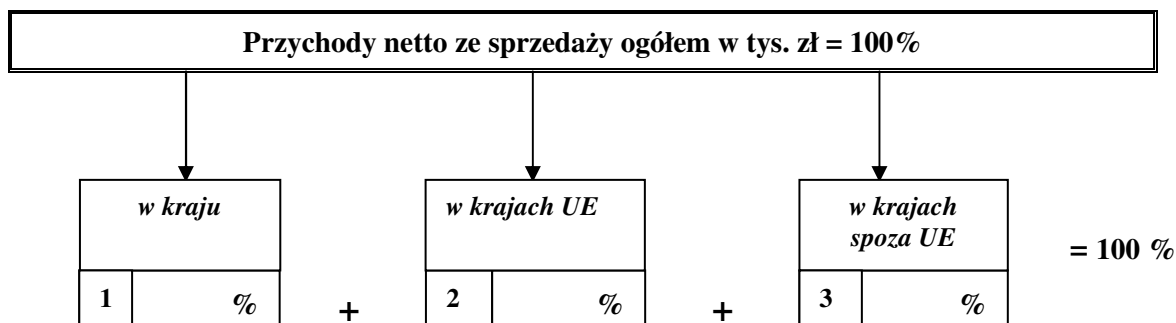 Przychody netto ze sprzedaży ogółem w tys. zł = 100%
w kraju
w krajach UE
w krajach
spoza UE
= 100 %
1 % + 2 % + 3 %